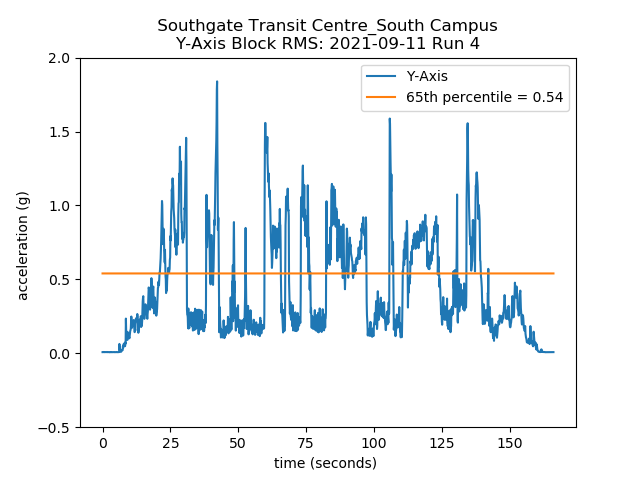 Southgate Transit Centre_South Campus
Y-Axis Block RMS: 2021-09-11 Run 4
Y-Axis
65th percentile = 0.54
acceleration (g)
2.0
1.5
1.0
0.5
0.0
−0.5
0 25 50 75 100 125 150
time (seconds)